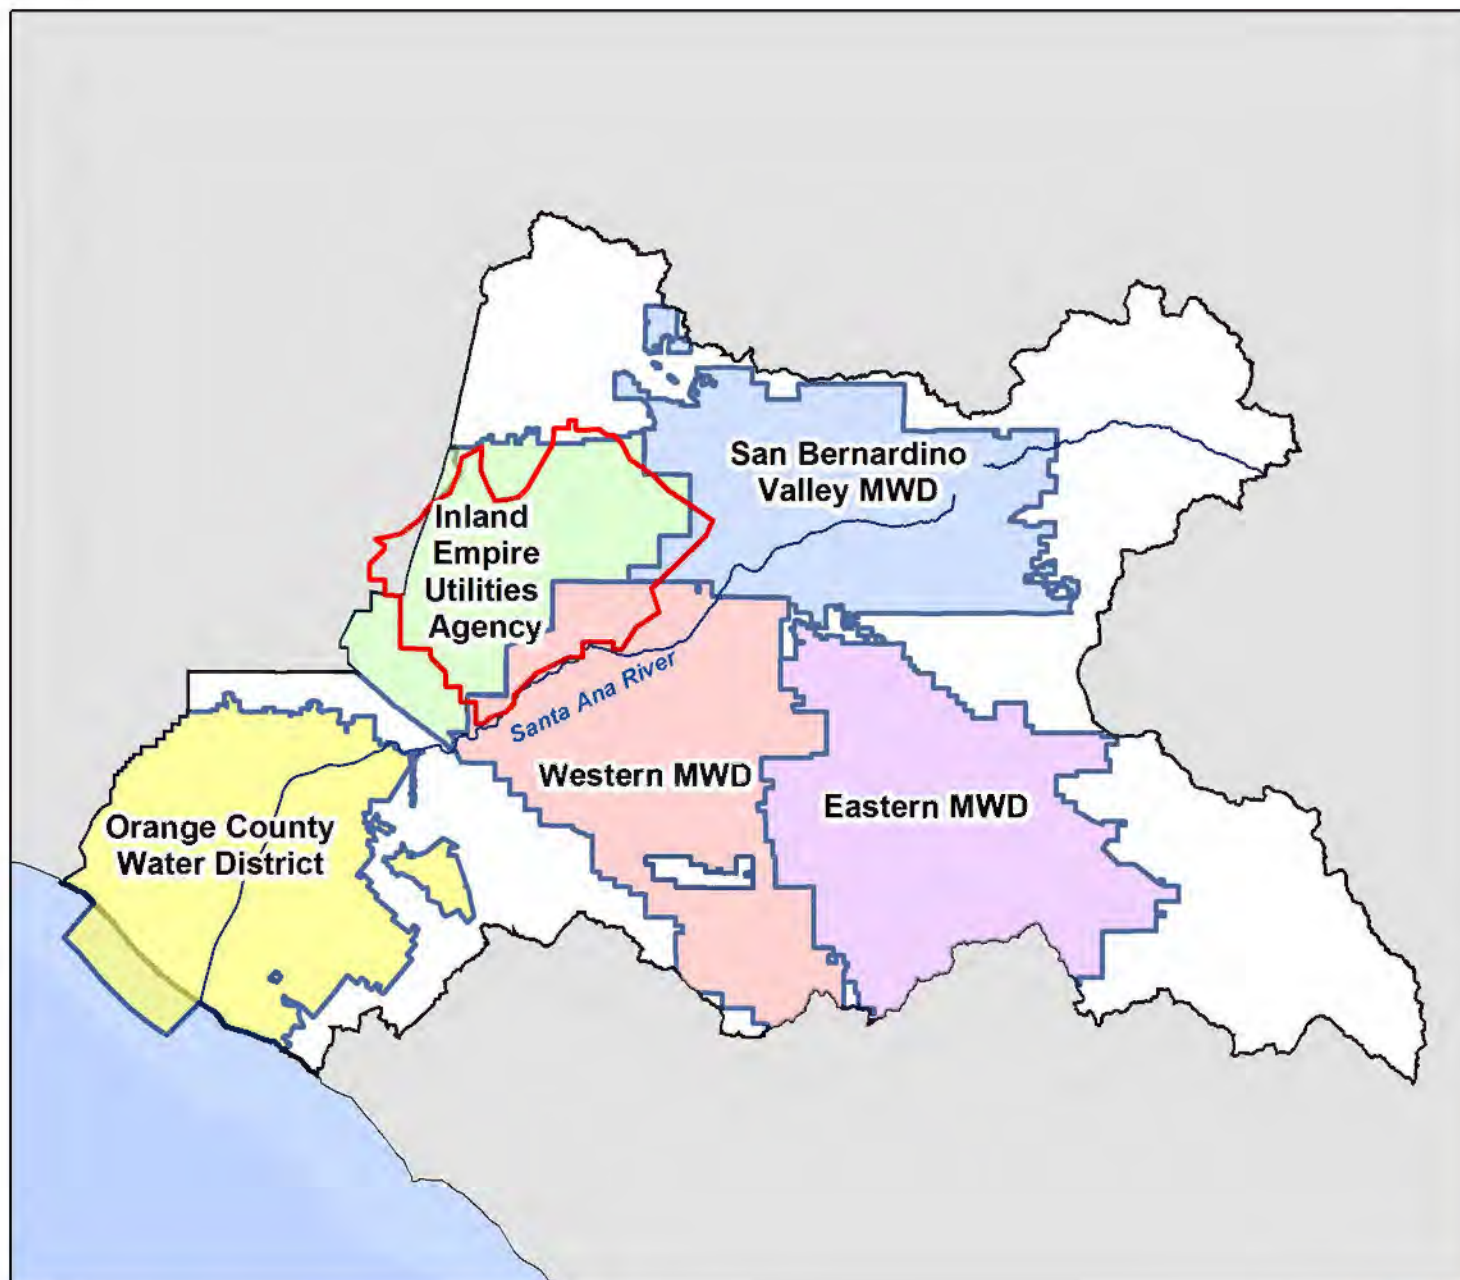 San Bernardino
Valley MWD
Inland
Empire
Utilities
Agency
Santa Ana River
Western MWD
Eastern MWD
Orange County
Water District